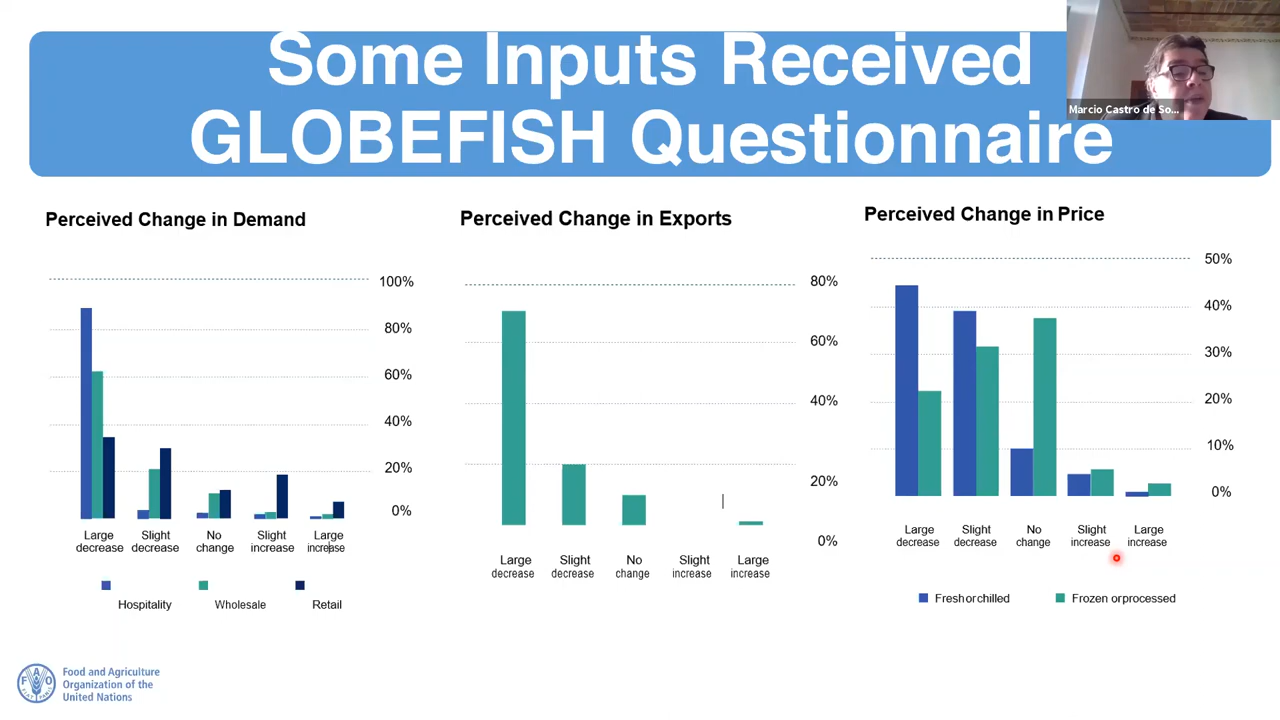 Some Inputs Received
GLOBEFISH Questionnaire
Marcio Castro de So...
Perceived Change in Demand
100%
80%
60%
40%
20%
0%
Large decrease
Slight decrease
No change
Slight increase
Large increase
Hospitality
Wholesale
Retail
Perceived Change in Exports
80%
60%
40%
20%
0%
Large decrease
Slight decrease
No change
Slight increase
Large increase
Perceived Change in Price
50%
40%
30%
20%
10%
0%
Large decrease
Slight decrease
No change
Slight increase
Large increase
Fresh or chilled
Frozen or processed
FAO
FIAT PANIS
Food and Agriculture
Organization of the
United Nations